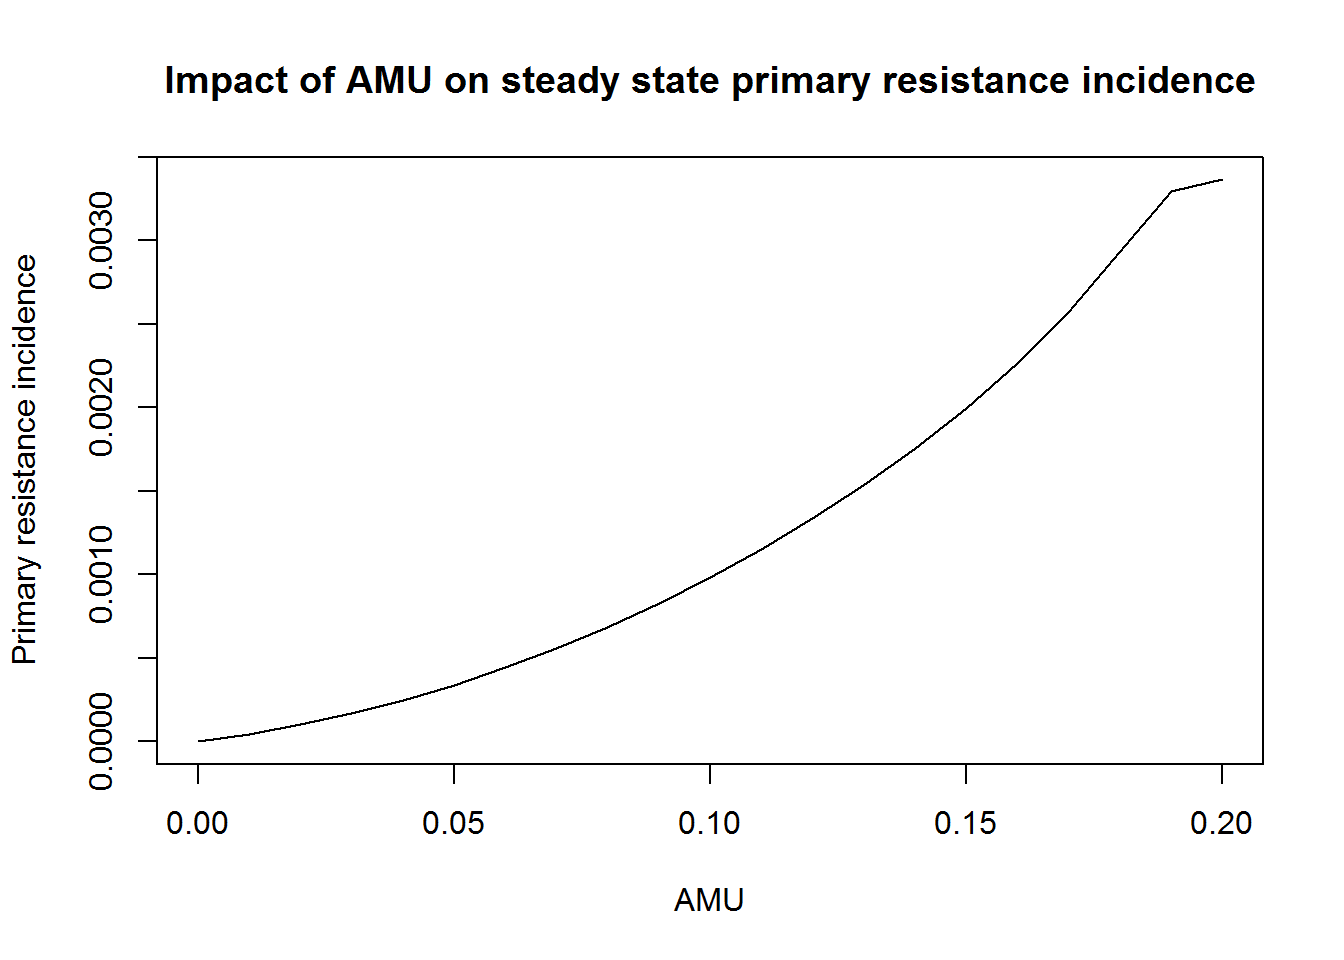 Impact of AMU on steady state primary resistance incidence
Primary resistance incidence
0.0030
0.0020
0.0010
0.0000
0.00 0.05 0.10 0.15 0.20
AMU